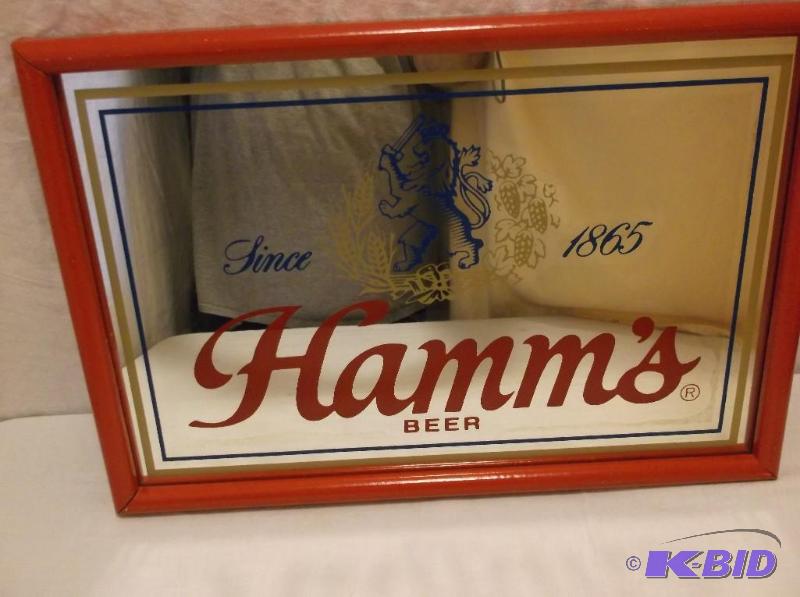 Since 1865
Hamm's ®
BEER
© K-BID